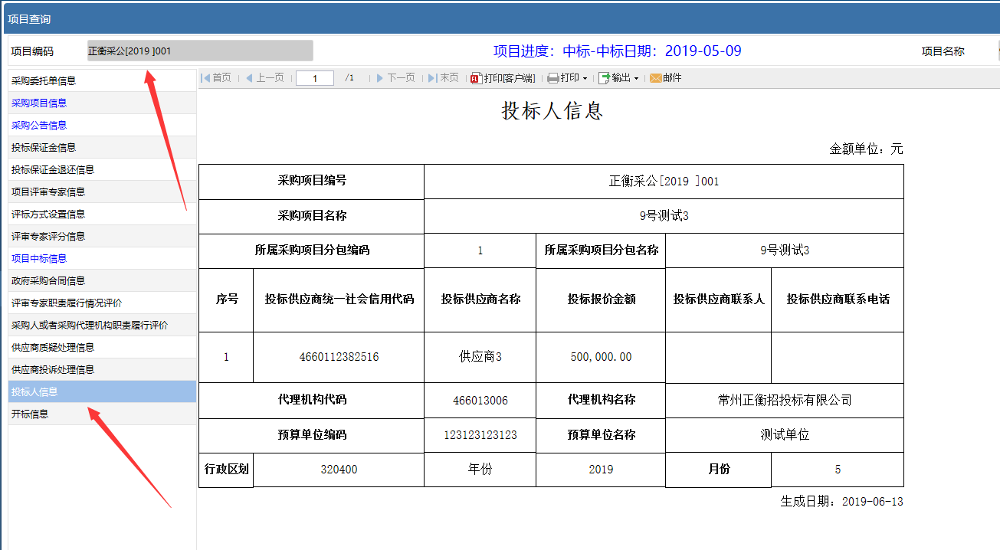 项目查询
项目编码 正衡采公[2019 ]001 项目进度：中标-中标日期：2019-05-09 项目名称
首页 上一页 1 /1 下一页 末页 打印[客户端] 打印 输出 邮件
采购委托单信息
采购项目信息
采购公告信息
投标保证金信息
投标保证金退还信息
项目评审专家信息
评标方式设置信息
评审专家评分信息
项目中标信息
政府采购合同信息
评审专家职责履行情况评价
采购人或者采购代理机构职责履行评价
供应商质疑处理信息
供应商投诉处理信息
投标人信息
开标信息
投标人信息
金额单位：元
采购项目编号 正衡采公[2019 ]001
采购项目名称 9号测试3
所属采购项目分包编码 1 所属采购项目分包名称 9号测试3
序号 投标供应商统一社会信用代码 投标供应商名称 投标报价金额 投标供应商联系人 投标供应商联系电话
1 4660112382516 供应商3 500,000.00
代理机构代码 466013006 代理机构名称 常州正衡招投标有限公司
预算单位编码 123123123123 预算单位名称 测试单位
行政区划 320400 年份 2019 月份 5
生成日期：2019-06-13